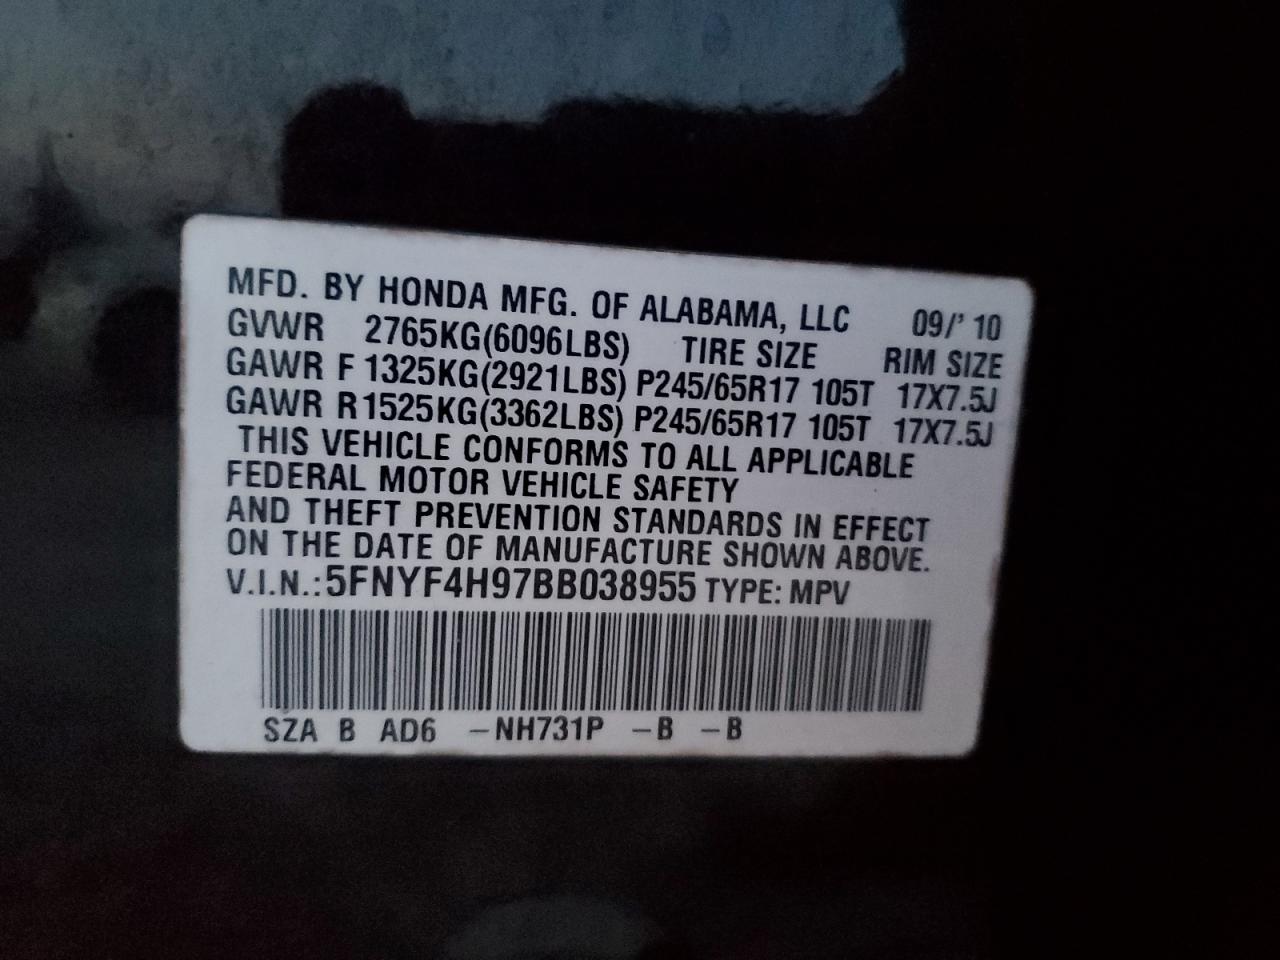 MFD. BY HONDA MFG. OF ALABAMA, LLC 09/' 10
GVWR 2765KG(6096LBS) TIRE SIZE RIM SIZE
GAWR F 1325KG(2921LBS) P245/65R17 105T 17X7.5J
GAWR R 1525KG(3362LBS) P245/65R17 105T 17X7.5J
THIS VEHICLE CONFORMS TO ALL APPLICABLE
FEDERAL MOTOR VEHICLE SAFETY
AND THEFT PREVENTION STANDARDS IN EFFECT
ON THE DATE OF MANUFACTURE SHOWN ABOVE.
V.I.N.: 5FNYF4H97BB038955 TYPE: MPV
SZA B AD6 -NH731P -B -B